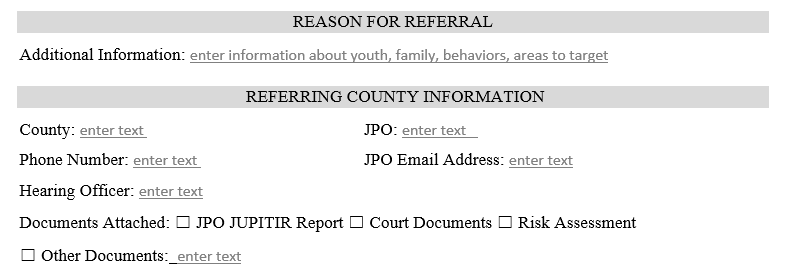 REASON FOR REFERRAL
Additional Information: enter information about youth, family, behaviors, areas to target
REFERRING COUNTY INFORMATION
County: enter text JPO: enter text
Phone Number: enter text JPO Email Address: enter text
Hearing Officer: enter text
Documents Attached: ☐ JPO JUPITIR Report ☐ Court Documents ☐ Risk Assessment
☐ Other Documents:_enter text